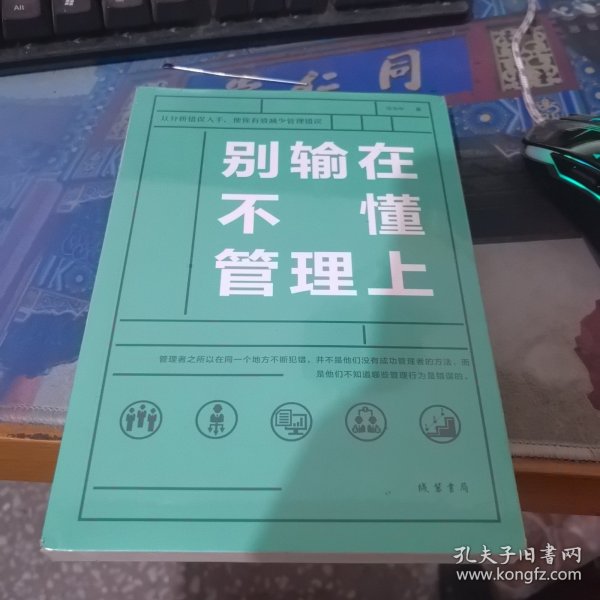 Alt
同
著
以分析错误入手，使你有效减少管理错误
别输在
不懂
管理上
管理者之所以在同一个地方不断犯错，并不是他们没有成功管理者的方法，而
是他们不知道哪些管理行为是错误的。
线装书局
孔夫子旧书网
www.kongfz.com